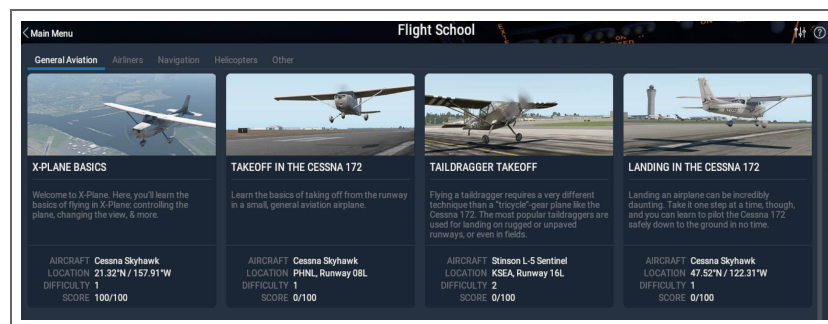 Main Menu
Flight School
General Aviation Airliners Navigation Helicopters Other
X-PLANE BASICS
Welcome to X-Plane. Here, you'll learn the
basics of flying in X-Plane: controlling the
plane, changing the view, & more.
AIRCRAFT Cessna Skyhawk
LOCATION 21.32°N / 157.91°W
DIFFICULTY 1
SCORE 100/100
TAKEOFF IN THE CESSNA 172
Learn the basics of taking off from the runway
in a small, general aviation airplane.
AIRCRAFT Cessna Skyhawk
LOCATION PHNL, Runway 08L
DIFFICULTY 1
SCORE 0/100
TAILDRAGGER TAKEOFF
Flying a taildragger requires a very different
technique than a "tricycle"-gear plane like the
Cessna 172. The most popular taildraggers are
used for landing on rugged or unpaved
runways, or even in fields.
AIRCRAFT Stinson L-5 Sentinel
LOCATION KSEA, Runway 16L
DIFFICULTY 2
SCORE 0/100
LANDING IN THE CESSNA 172
Landing an airplane can be incredibly
daunting. Take it one step at a time, though,
and you can learn to pilot the Cessna 172
safely down to the ground in no time.
AIRCRAFT Cessna Skyhawk
LOCATION 47.52°N / 122.31°W
DIFFICULTY 1
SCORE 0/100